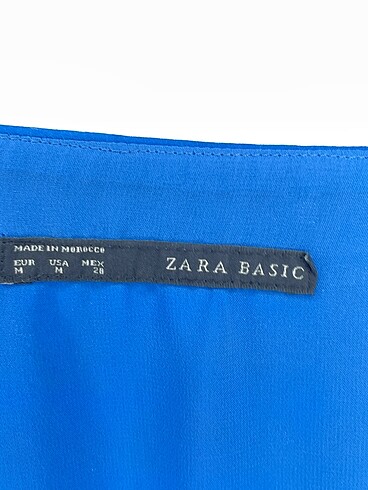 MADE IN MOROCCO
EUR USA MEX
M M 28
ZARA BASIC